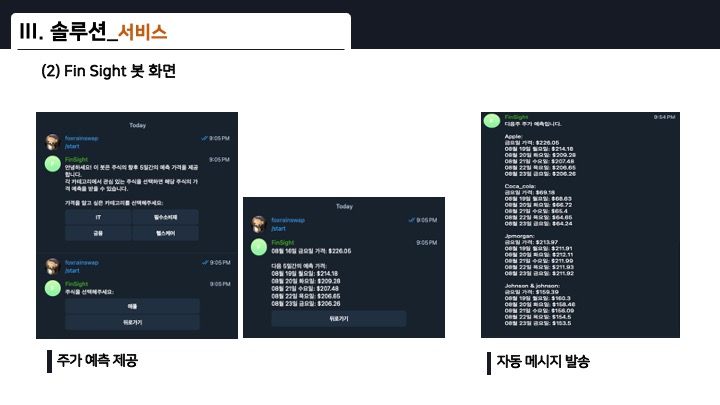 III. 솔루션_서비스
(2) Fin Sight 봇 화면
Today
foxrainswap 9:05 PM
/start
FinSight 9:05 PM
안녕하세요! 이 봇은 주식의 향후 5일간의 예측 가격을 제공
합니다.
각 카테고리에서 관심 있는 주식을 선택하면 해당 주식의 가
격 예측을 받을 수 있습니다.
가격을 알고 싶은 카테고리를 선택해주세요:
IT 필수소비재
금융 헬스케어
foxrainswap 9:05 PM
/start
FinSight 9:05 PM
주식을 선택해주세요:
애플
뒤로가기
Today
foxrainswap 9:05 PM
/start
FinSight 9:05 PM
08월 16일 금요일 가격: $226.05
다음 5일간의 예측 가격:
08월 19일 월요일: $214.18
08월 20일 화요일: $209.28
08월 21일 수요일: $207.48
08월 22일 목요일: $206.65
08월 23일 금요일: $206.26
뒤로가기
FinSight 9:54 PM
다음주 주가 예측입니다.
Apple:
금요일 가격: $226.05
08월 19일 월요일: $214.18
08월 20일 화요일: $209.28
08월 21일 수요일: $207.48
08월 22일 목요일: $206.65
08월 23일 금요일: $206.26
Coca_cola:
금요일 가격: $69.18
08월 19일 월요일: $68.63
08월 20일 화요일: $66.72
08월 21일 수요일: $65.4
08월 22일 목요일: $64.65
08월 23일 금요일: $64.24
Jpmorgan:
금요일 가격: $213.97
08월 19일 월요일: $211.91
08월 20일 화요일: $212.11
08월 21일 수요일: $211.99
08월 22일 목요일: $211.93
08월 23일 금요일: $211.92
Johnson & johnson:
금요일 가격: $159.39
08월 19일 월요일: $160.3
08월 20일 화요일: $158.46
08월 21일 수요일: $156.09
08월 22일 목요일: $154.5
08월 23일 금요일: $153.5
주가 예측 제공
자동 메시지 발송